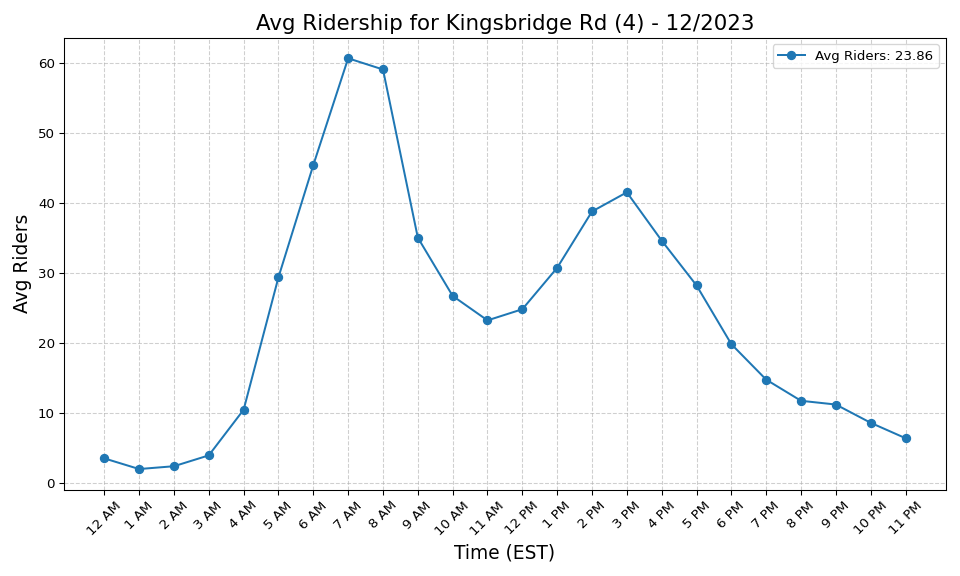 Avg Ridership for Kingsbridge Rd (4) - 12/2023
Avg Riders: 23.86
Avg Riders
60
50
40
30
20
10
0
12 AM
1 AM
2 AM
3 AM
4 AM
5 AM
6 AM
7 AM
8 AM
9 AM
10 AM
11 AM
12 PM
1 PM
2 PM
3 PM
4 PM
5 PM
6 PM
7 PM
8 PM
9 PM
10 PM
11 PM
Time (EST)